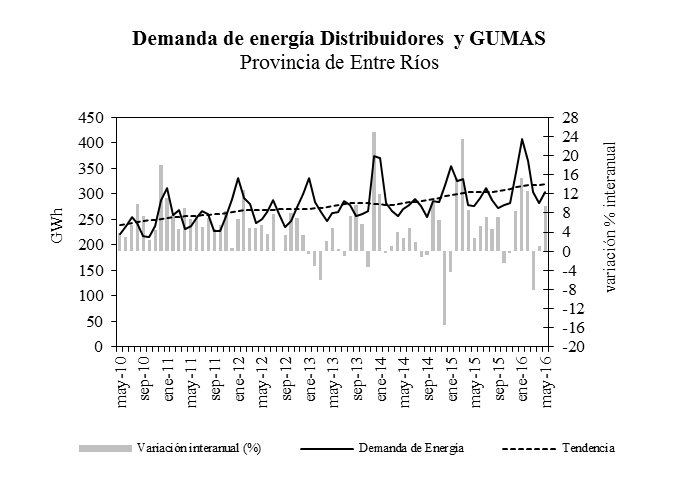 Demanda de energía Distribuidores y GUMAS
Provincia de Entre Ríos
450
400
350
300
250
200
150
100
50
0
GWh
28
24
20
16
12
8
4
0
-4
-8
-12
-16
-20
variación % interanual
may-10
sep-10
ene-11
may-11
sep-11
ene-12
may-12
sep-12
ene-13
may-13
sep-13
ene-14
may-14
sep-14
ene-15
may-15
sep-15
ene-16
may-16
Variación interanual (%)
Demanda de Energía
Tendencia